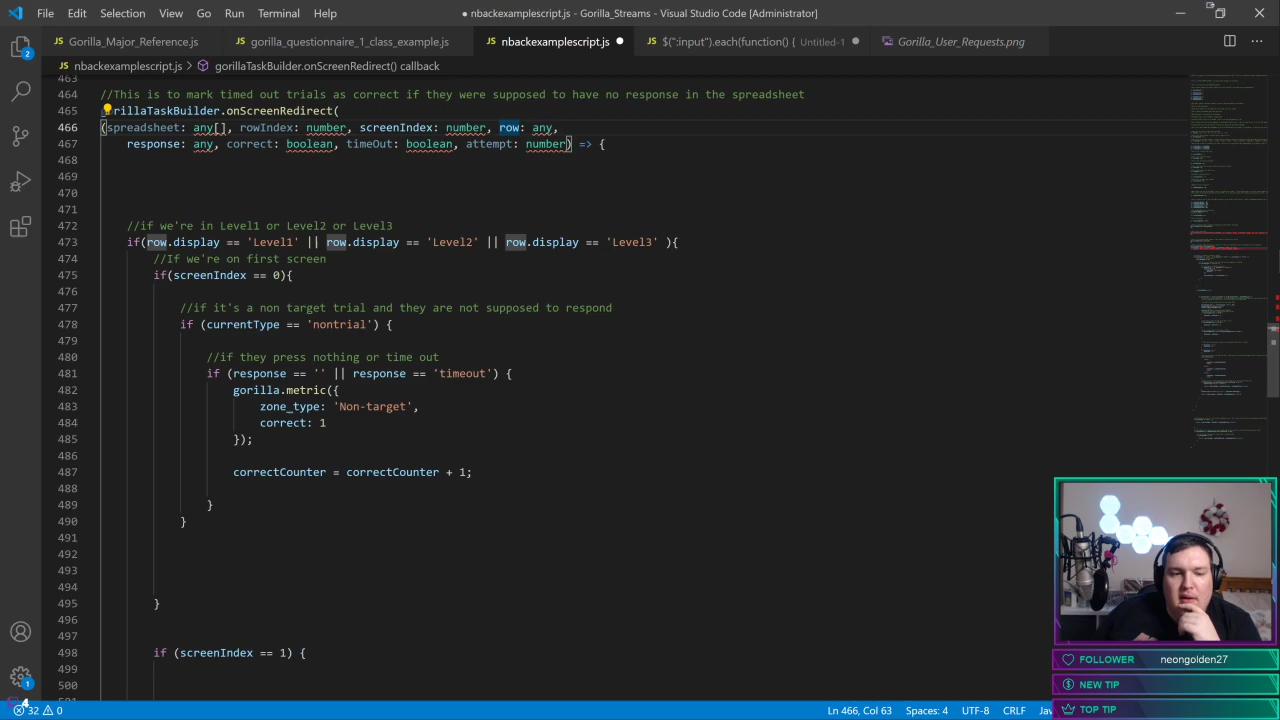 File Edit Selection View Go Run Terminal Help
nbackexamplescript.js - Gorilla_Streams - Visual Studio Code [Administrator]
JS Gorilla_Major_Reference.js
JS gorilla_questionnaire_1_class_example.js
JS nbackexamplescript.js
JS $(":input").each(function() { Untitled-1
Gorilla_User_Requests.png
JS nbackexamplescript.js > gorillaTaskBuilder.onScreenRedirect() callback
463
464 //This is to mark timed out trials as correct if they were supposed to have no response in the spreadsheet
465 rillaTaskBuilder.onScreenRedirect(
466 (spreadsheet: any[], rowIndex: number, screenIndex: number, row: any,
467 response: any, correct: boolean, timeOut: boolean, attempt: number) => {
468
469
470
471
472 //if we're in Level1 or Level2 or Level3
473 if(row.display == 'Level1' || row.display == 'Level2' || row.display == 'Level3' ){
474 //If we're on first screen
475 if(screenIndex == 0){
476
477 //if it's a non target trial and they are not supposed to respond
478 if (currentType == 'nontrial') {
479
480 //if they press nothing or time out
481 if (response == '' || response == 'timeout') {
482 gorilla.metric({
483 zone_type: 'Non-target',
484 correct: 1
485 });
486
487 correctCounter = correctCounter + 1;
488
489 }
490 }
491
492
493
494
495 }
496
497
498 if (screenIndex == 1) {
499
500
2
1
4
FOLLOWER neongolden27
NEW TIP
TOP TIP
32 0
Ln 466, Col 63 Spaces: 4 UTF-8 CRLF